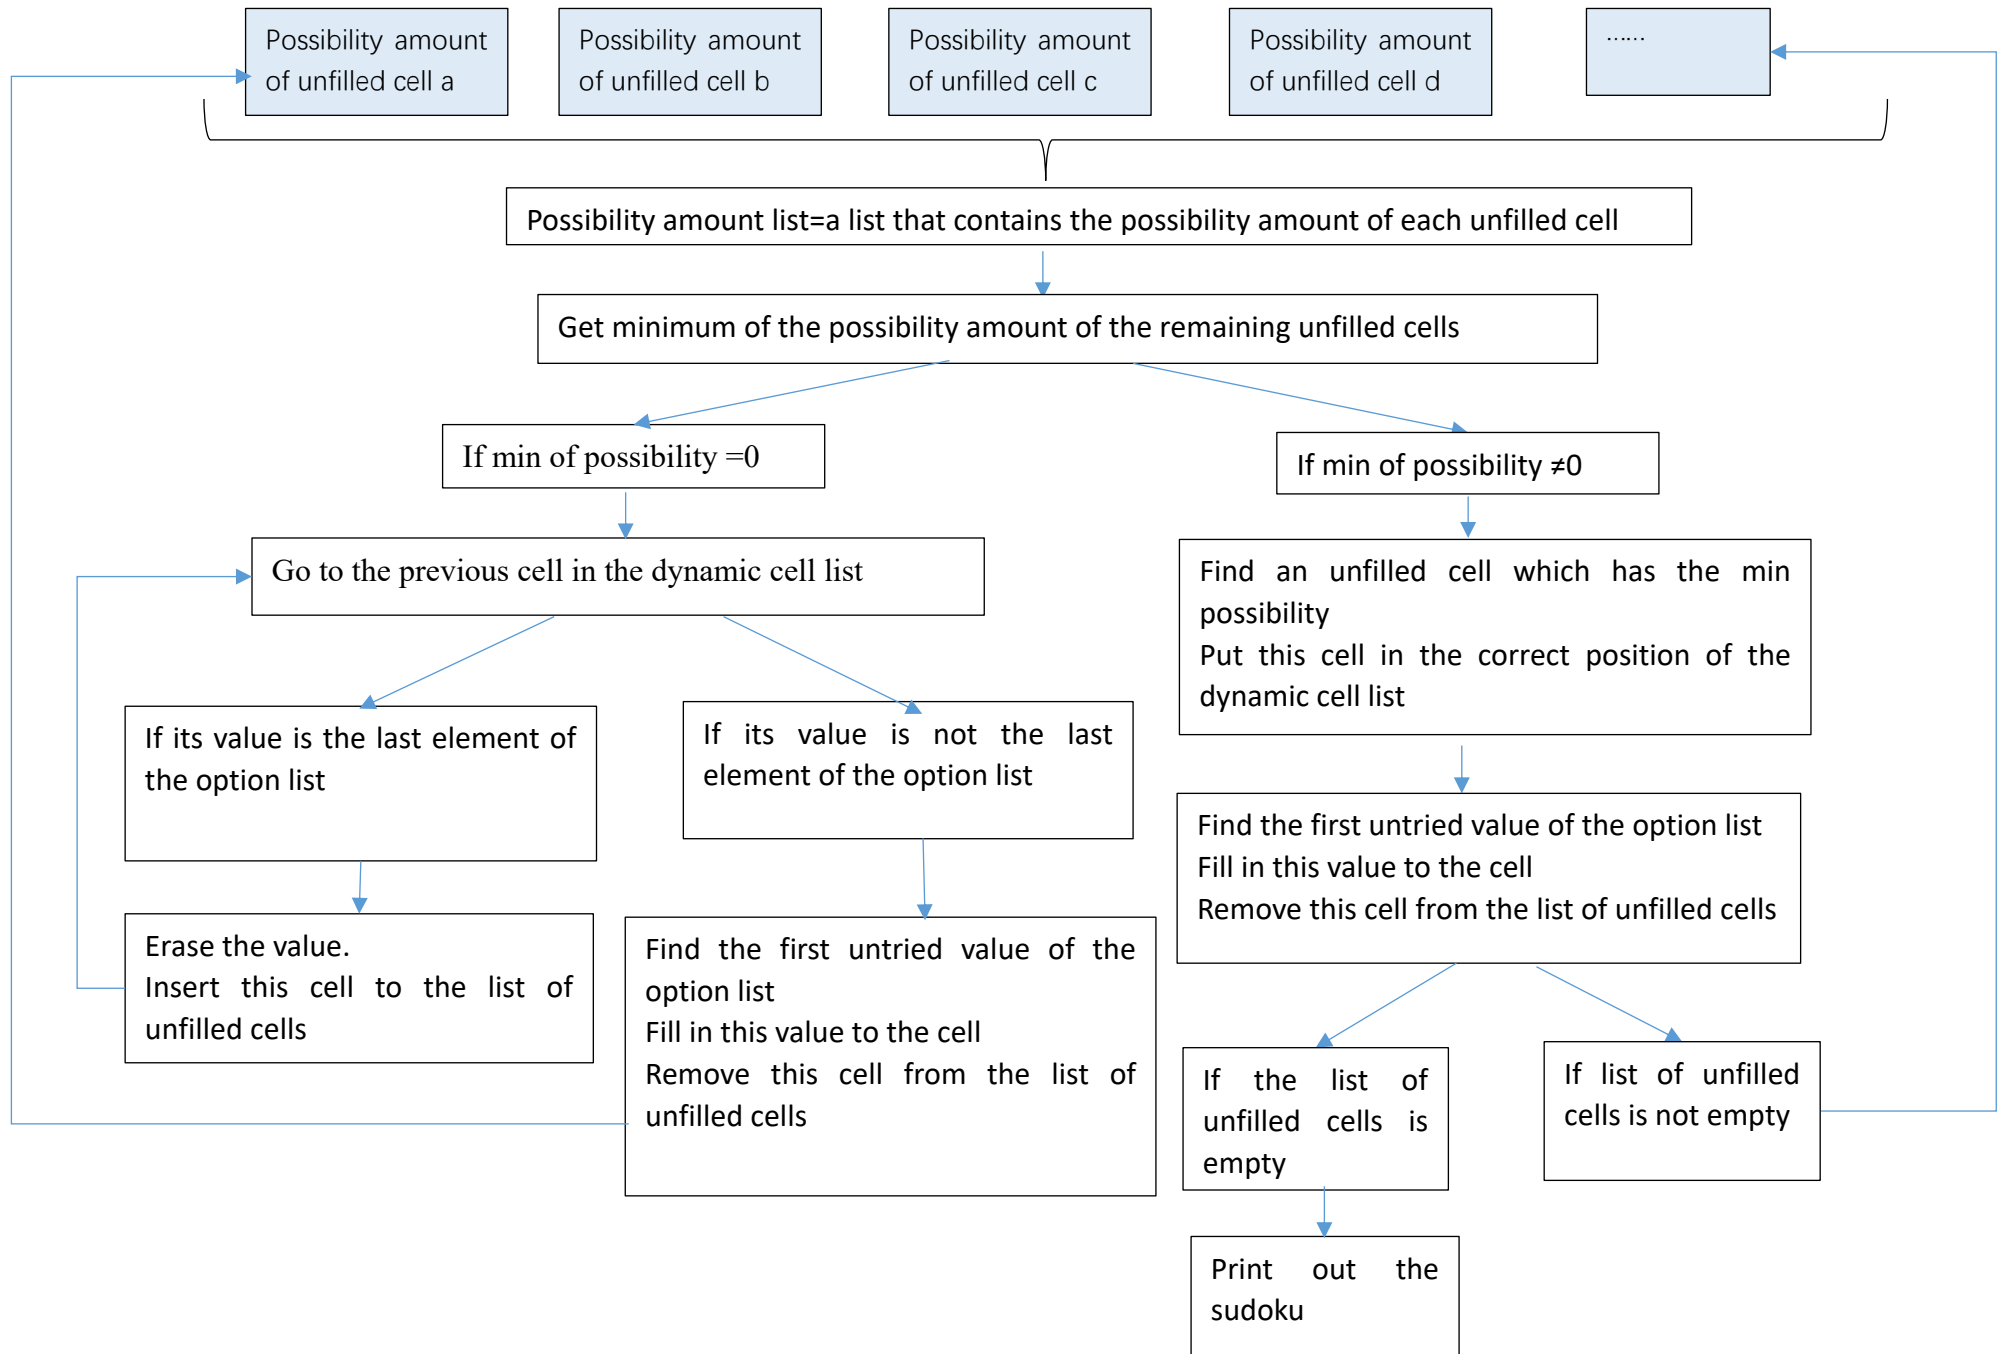 Possibility amount
of unfilled cell a
Possibility amount
of unfilled cell b
Possibility amount
of unfilled cell c
Possibility amount
of unfilled cell d
......
Possibility amount list=a list that contains the possibility amount of each unfilled cell
Get minimum of the possibility amount of the remaining unfilled cells
If min of possibility =0
If min of possibility ≠0
Go to the previous cell in the dynamic cell list
Find an unfilled cell which has the min
possibility
Put this cell in the correct position of the
dynamic cell list
If its value is the last element of
the option list
If its value is not the last
element of the option list
Find the first untried value of the option list
Fill in this value to the cell
Remove this cell from the list of unfilled cells
Erase the value.
Insert this cell to the list of
unfilled cells
Find the first untried value of the
option list
Fill in this value to the cell
Remove this cell from the list of
unfilled cells
If the list of
unfilled cells is
empty
If list of unfilled
cells is not empty
Print out the
sudoku